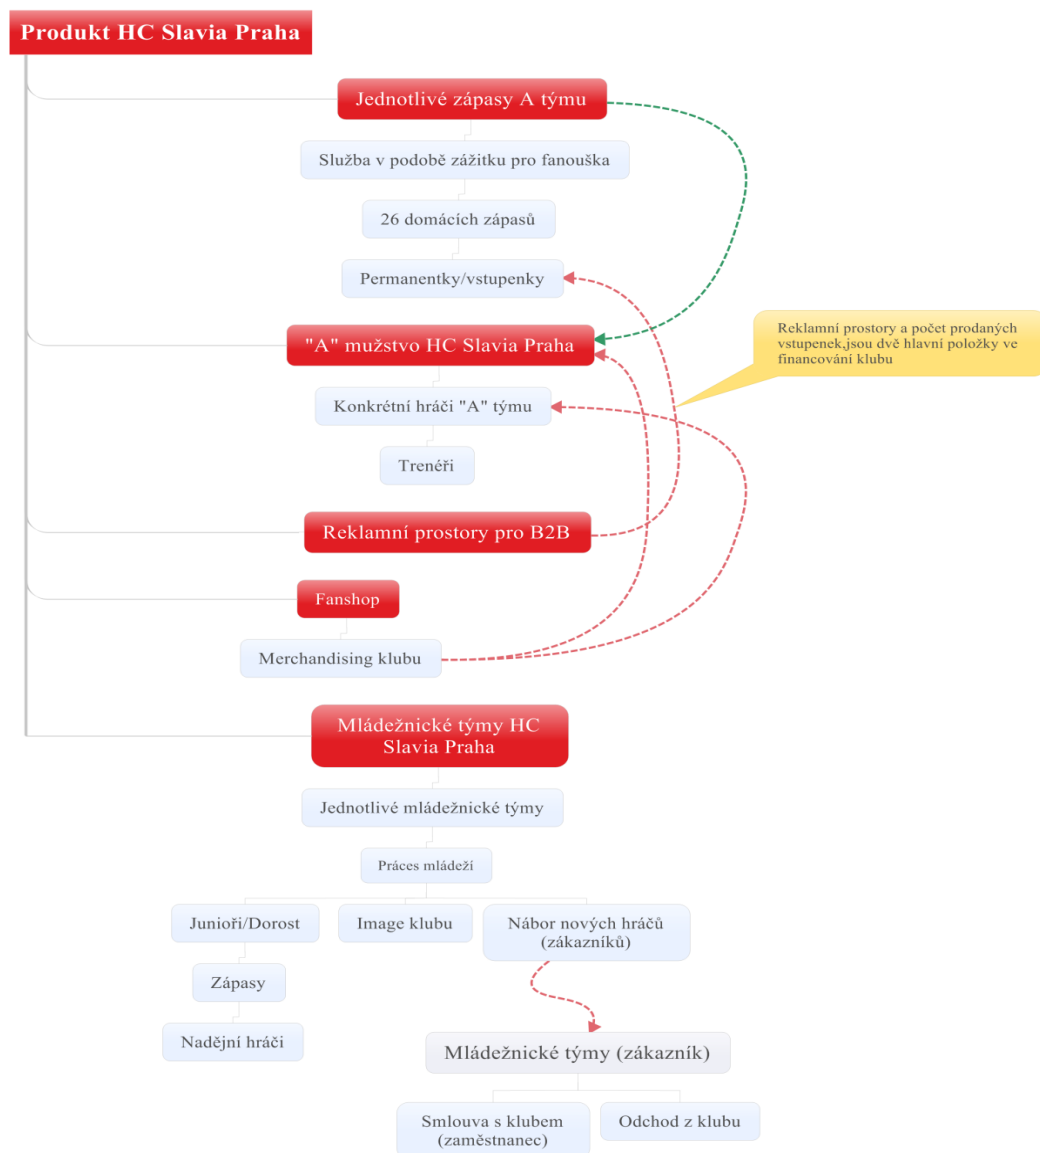 Produkt HC Slavia Praha
Jednotlivé zápasy A týmu
Služba v podobě zážitku pro fanouška
26 domácích zápasů
Permanentky/vstupenky
"A" mužstvo HC Slavia Praha
Reklamní prostory a počet prodaných
vstupenek,jsou dvě hlavní položky ve
financování klubu
Konkrétní hráči "A" týmu
Trenéři
Reklamní prostory pro B2B
Fanshop
Merchandising klubu
Mládežnické týmy HC
Slavia Praha
Jednotlivé mládežnické týmy
Práces mládeží
Junioři/Dorost
Image klubu
Nábor nových hráčů
(zákazníků)
Zápasy
Nadějní hráči
Mládežnické týmy (zákazník)
Smlouva s klubem
(zaměstnanec)
Odchod z klubu